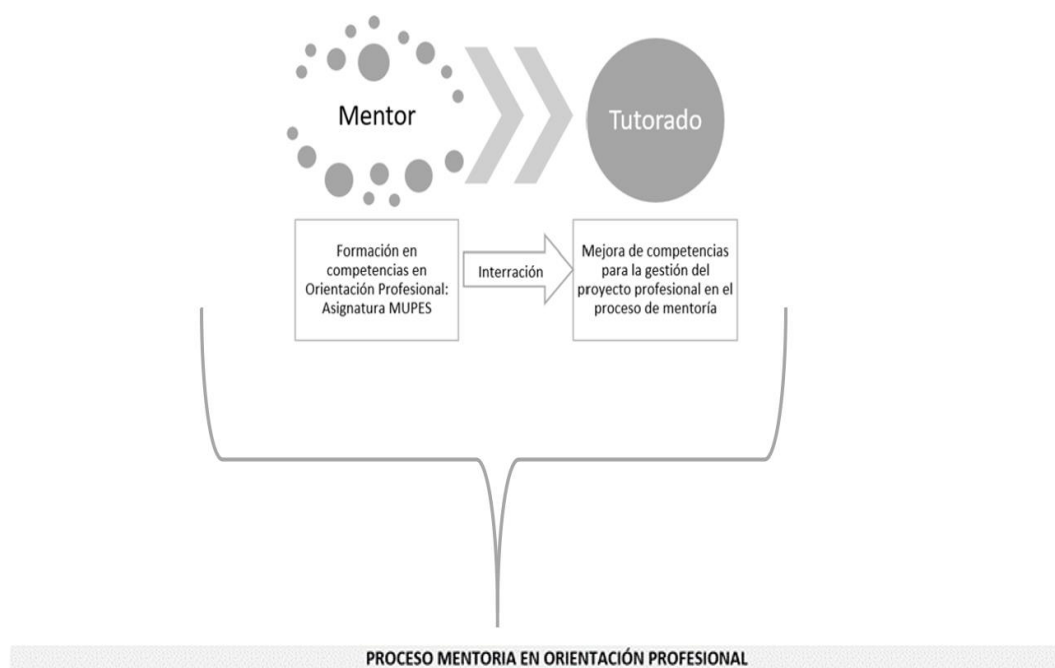 Mentor
Tutorado
Formación en
competencias en
Orientación Profesional:
Asignatura MUPES
Interración
Mejora de competencias
para la gestión del
proyecto profesional en el
proceso de mentoría
PROCESO MENTORIA EN ORIENTACIÓN PROFESIONAL